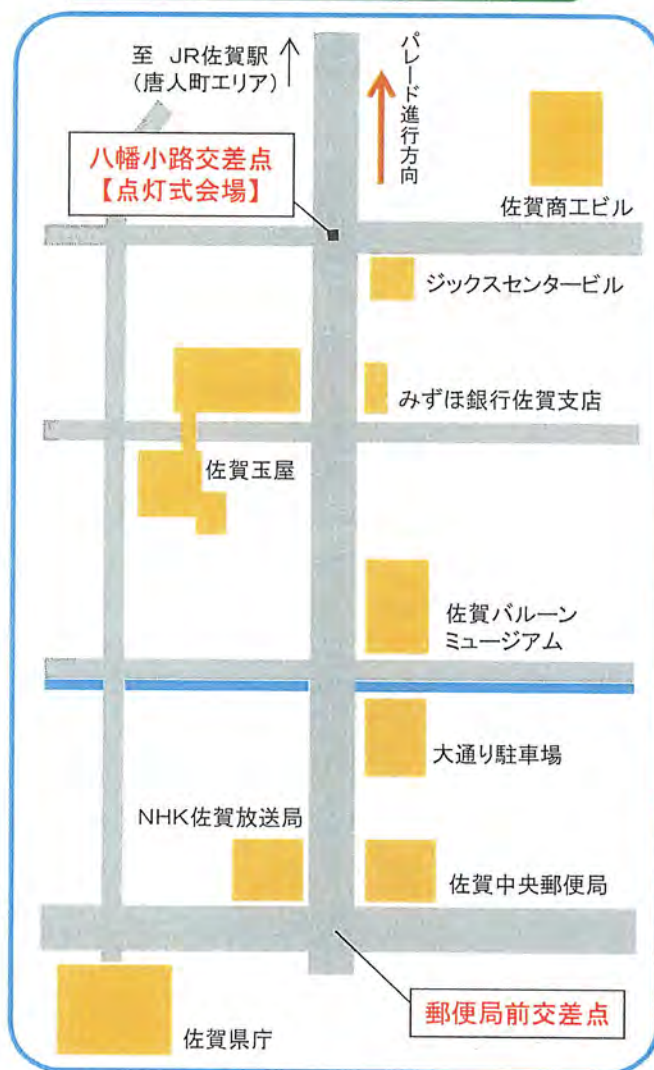 至 JR佐賀駅
(唐人町エリア)
パレード進行方向
八幡小路交差点
【点灯式会場】
佐賀商工ビル
ジックスセンタービル
みずほ銀行佐賀支店
佐賀玉屋
佐賀バルーン
ミュージアム
大通り駐車場
NHK佐賀放送局
佐賀中央郵便局
郵便局前交差点
佐賀県庁